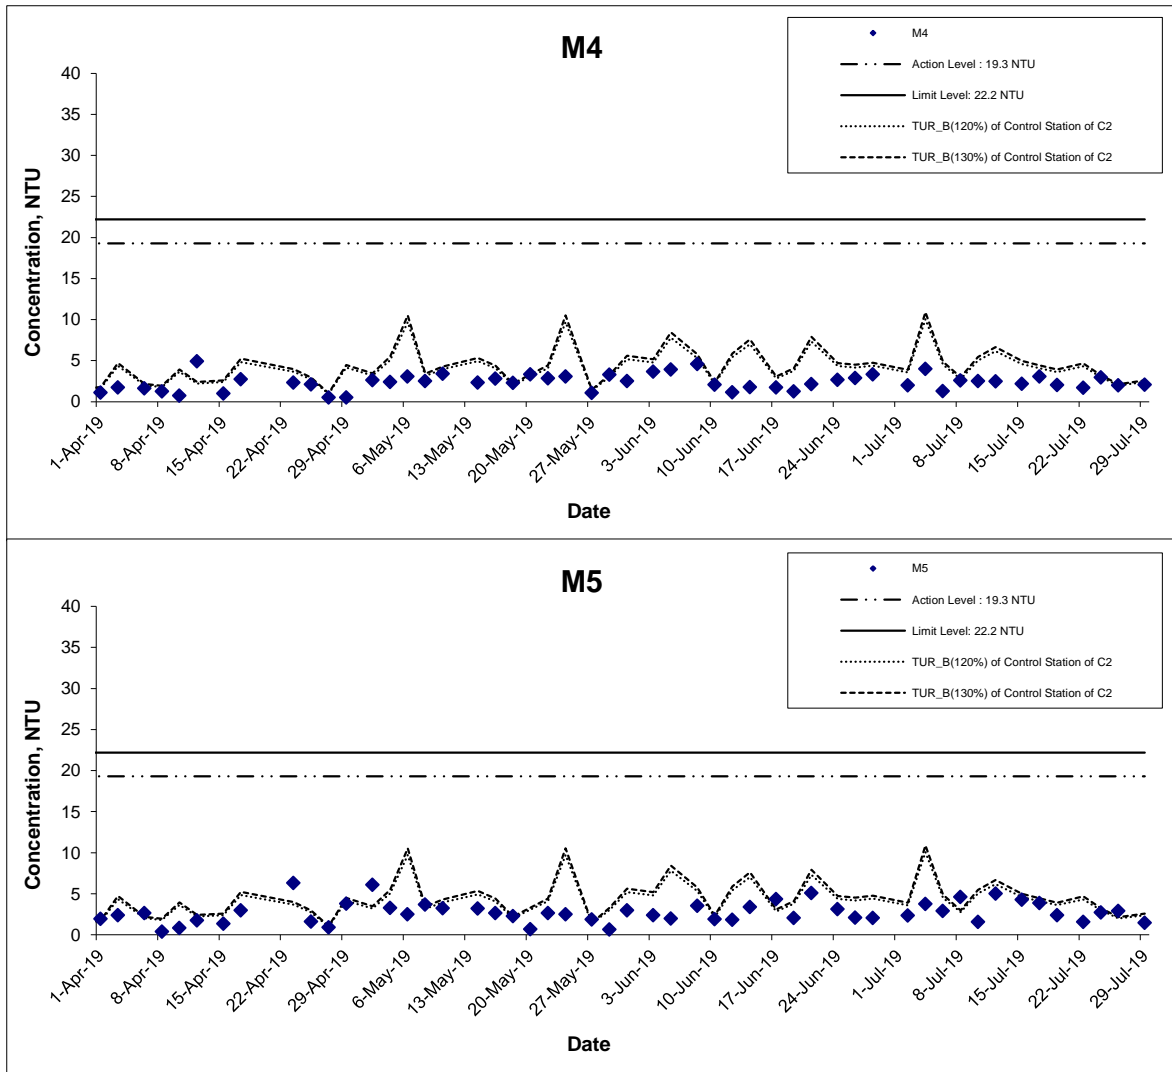 M4
M4
Action Level : 19.3 NTU
Limit Level: 22.2 NTU
TUR_B(120%) of Control Station of C2
TUR_B(130%) of Control Station of C2
40
35
30
25
20
15
10
5
0
Concentration, NTU
1-Apr-19
8-Apr-19
15-Apr-19
22-Apr-19
29-Apr-19
6-May-19
13-May-19
20-May-19
27-May-19
3-Jun-19
10-Jun-19
17-Jun-19
24-Jun-19
1-Jul-19
8-Jul-19
15-Jul-19
22-Jul-19
29-Jul-19
Date
M5
M5
Action Level : 19.3 NTU
Limit Level: 22.2 NTU
TUR_B(120%) of Control Station of C2
TUR_B(130%) of Control Station of C2
40
35
30
25
20
15
10
5
0
Concentration, NTU
1-Apr-19
8-Apr-19
15-Apr-19
22-Apr-19
29-Apr-19
6-May-19
13-May-19
20-May-19
27-May-19
3-Jun-19
10-Jun-19
17-Jun-19
24-Jun-19
1-Jul-19
8-Jul-19
15-Jul-19
22-Jul-19
29-Jul-19
Date